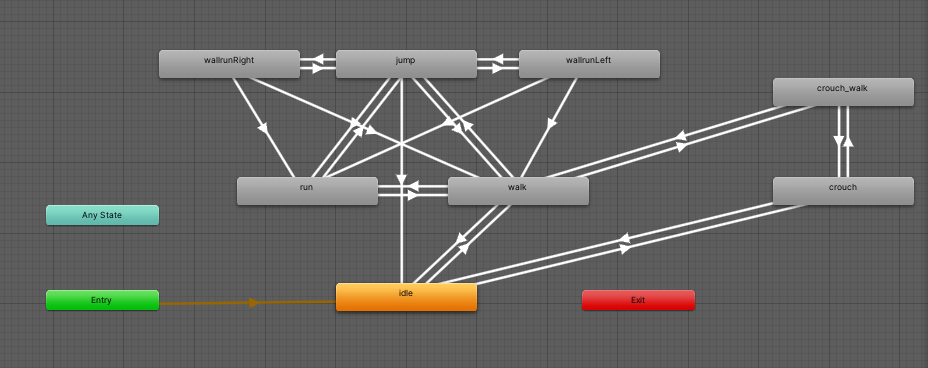 wallrunRight
jump
wallrunLeft
crouch_walk
run
walk
crouch
Any State
Entry
idle
Exit